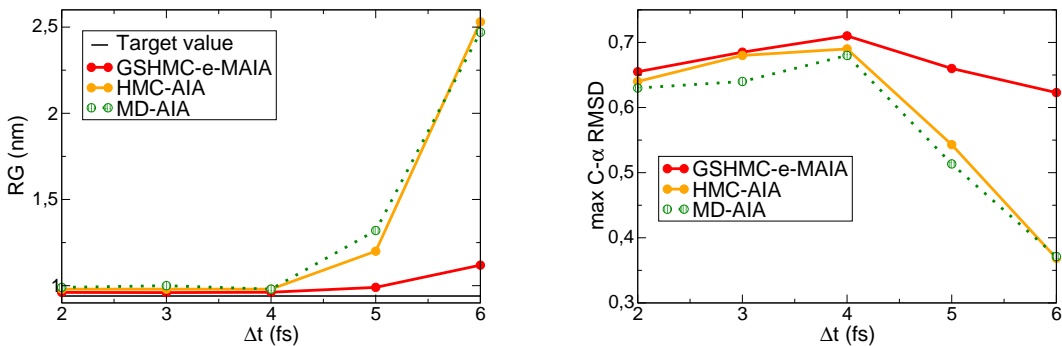 2,5
2
1,5
1
RG (nm)
Target value
GSHMC-e-MAIA
HMC-AIA
MD-AIA
2 3 4 5 6
Δt (fs)
0,7
0,6
0,5
0,4
0,3
max C-α RMSD
GSHMC-e-MAIA
HMC-AIA
MD-AIA
2 3 4 5 6
Δt (fs)